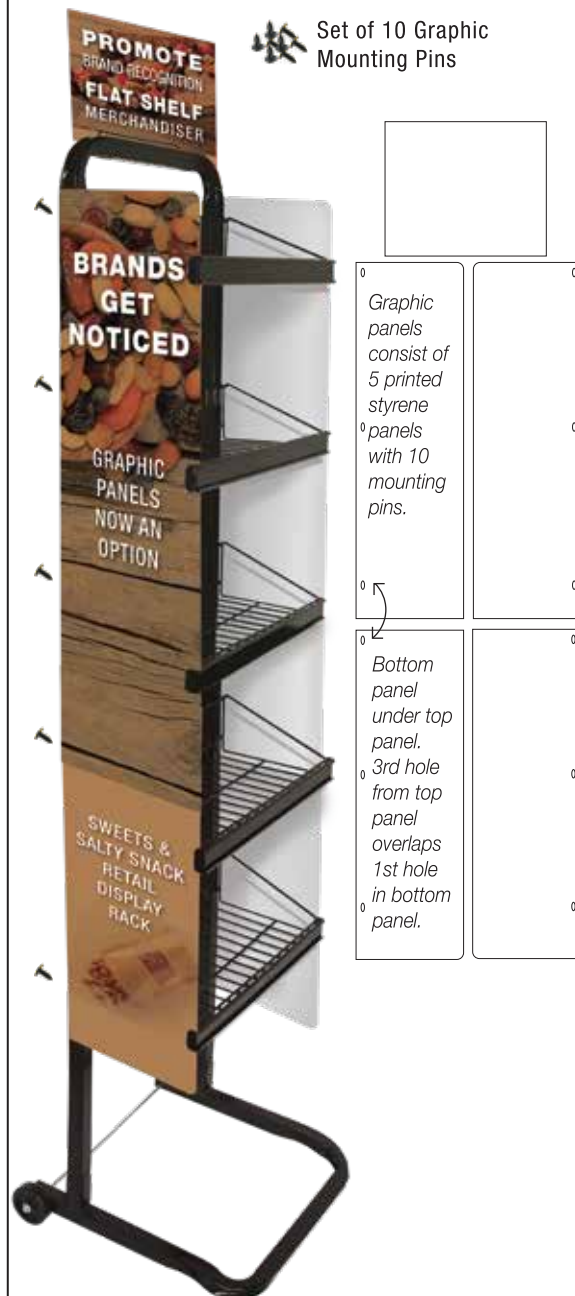 Set of 10 Graphic
Mounting Pins
PROMOTE
BRAND RECOGNITION
FLAT SHELF
MERCHANDISER
BRANDS
GET
NOTICED
GRAPHIC
PANELS
NOW AN
OPTION
SWEETS &
SALTY SNACK
RETAIL
DISPLAY
RACK
Graphic
panels
consist of
5 printed
styrene
panels
with 10
mounting
pins.
Bottom
panel
under top
panel.
3rd hole
from top
panel
overlaps
1st hole
in bottom
panel.